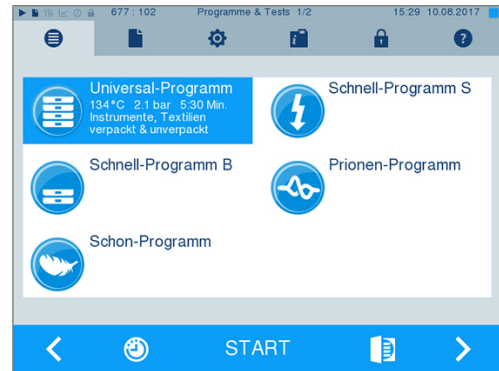 677 : 102 Programme & Tests 1/2 15:29 10.08.2017
Universal-Programm
134°C 2.1 bar 5:30 Min.
Instrumente, Textilien
verpackt & unverpackt
Schnell-Programm S
Schnell-Programm B
Prionen-Programm
Schon-Programm
START